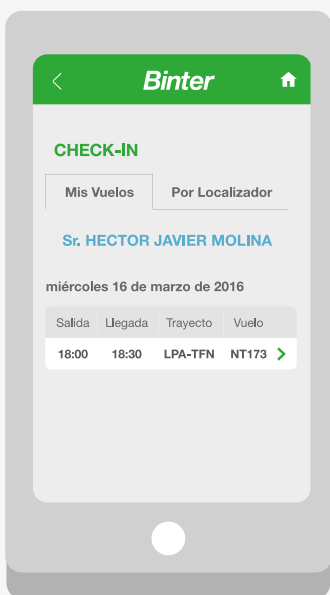 Binter
CHECK-IN
Mis Vuelos Por Localizador
Sr. HECTOR JAVIER MOLINA
miércoles 16 de marzo de 2016
Salida Llegada Trayecto Vuelo
18:00 18:30 LPA-TFN NT173